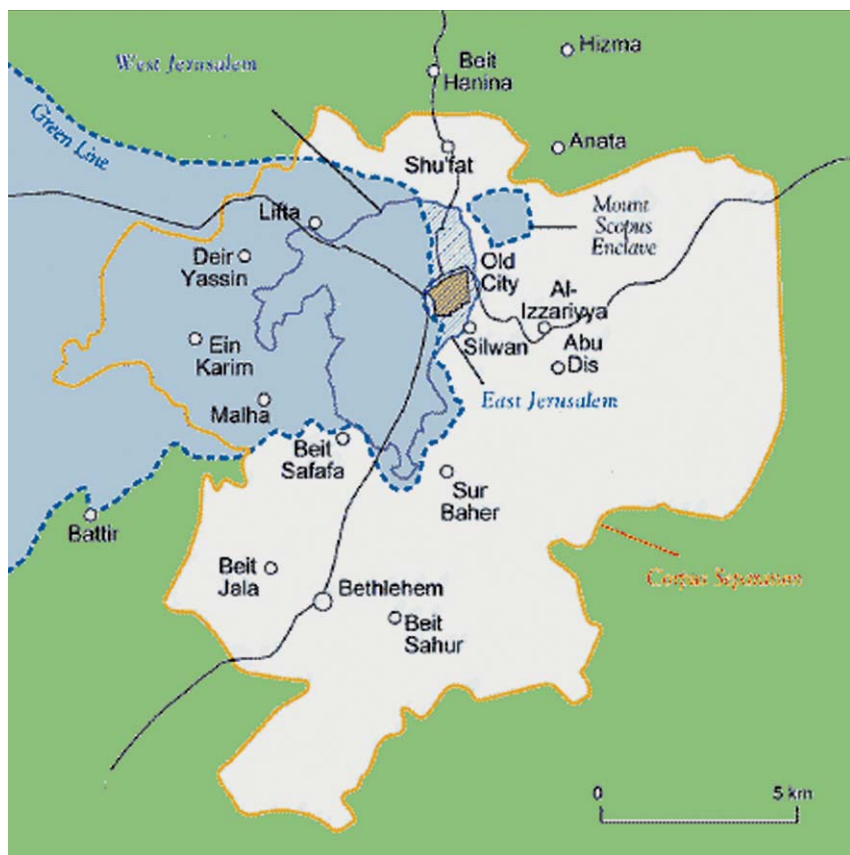 West Jerusalem
Beit
Hanina
Hizma
Green Line
Shu'fat
Anata
Lifta
Mount
Scopus
Enclave
Deir
Yassin
Old
City
Al-
Izzariyya
Silwan
Abu
Dis
Ein
Karim
East Jerusalem
Malha
Beit
Safafa
Sur
Baher
Battir
Corpus Separatum
Beit
Jala
Bethlehem
Beit
Sahur
0
5 km